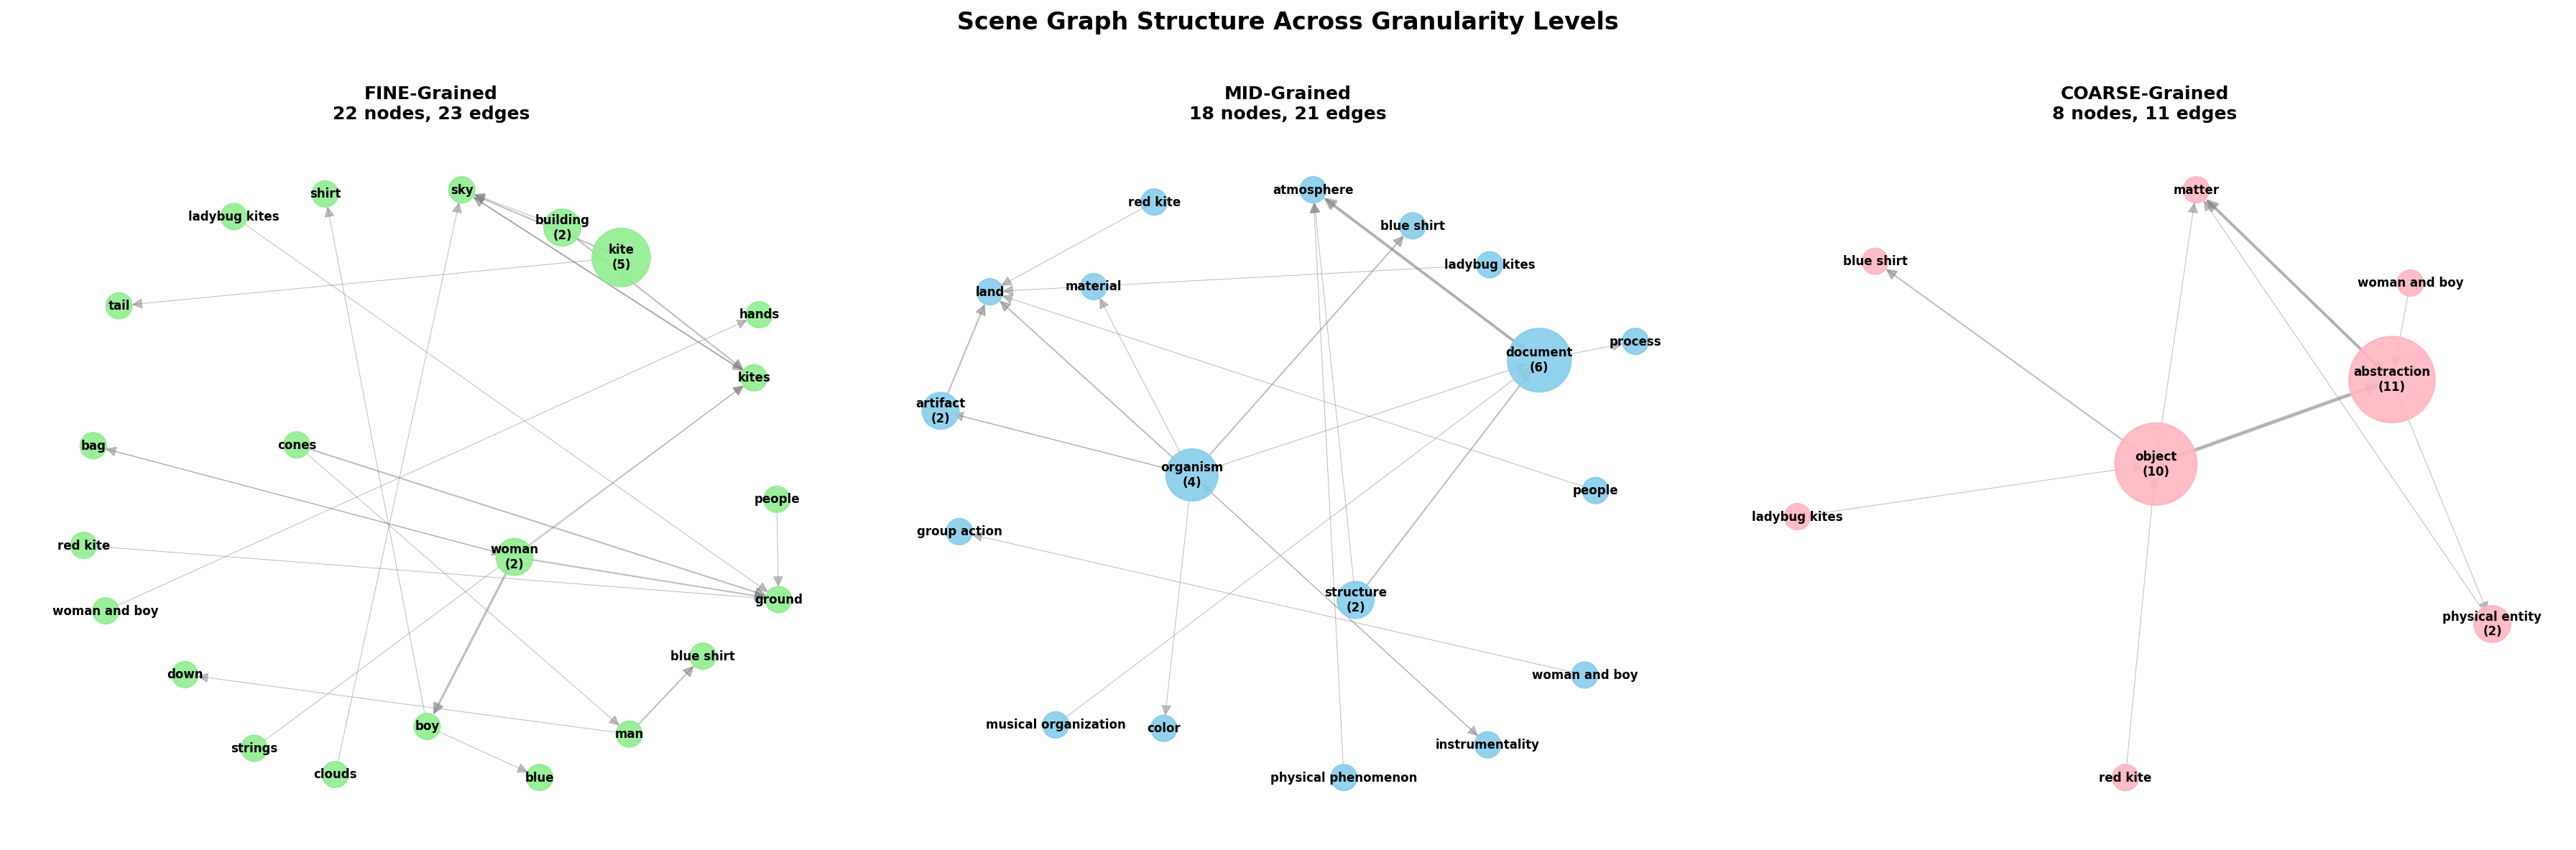 Scene Graph Structure Across Granularity Levels
FINE-Grained
22 nodes, 23 edges
sky
shirt
ladybug kites
building
(2)
kite
(5)
tail
hands
kites
bag
cones
people
red kite
woman
(2)
ground
woman and boy
blue shirt
down
boy
man
strings
clouds
blue
MID-Grained
18 nodes, 21 edges
atmosphere
red kite
blue shirt
ladybug kites
material
land
process
document
(6)
artifact
(2)
organism
(4)
people
group action
structure
(2)
woman and boy
musical organization
color
instrumentality
physical phenomenon
COARSE-Grained
8 nodes, 11 edges
matter
blue shirt
woman and boy
abstraction
(11)
object
(10)
ladybug kites
physical entity
(2)
red kite